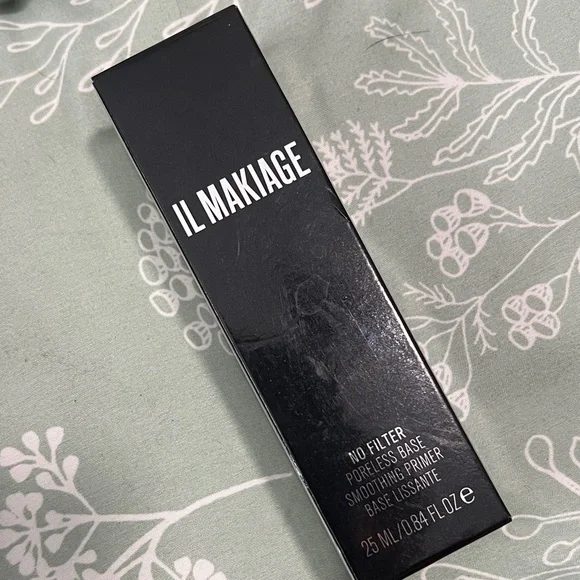 IL MAKIAGE
NO FILTER
PORELESS BASE
SMOOTHING PRIMER
BASE LISSANTE
25 ML/0.84 FL OZ ℮